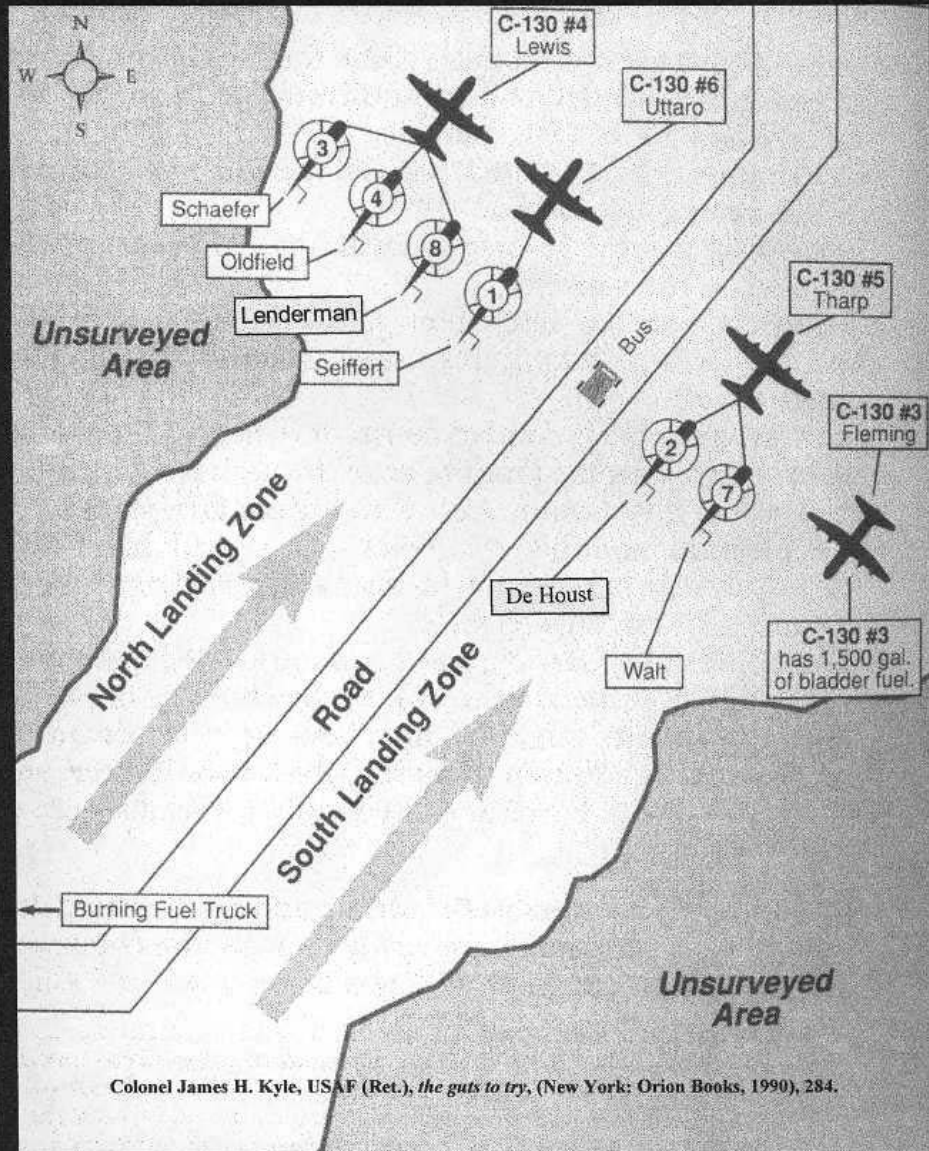 N
W E
S
C-130 #4
Lewis
C-130 #6
Uttaro
3
4
8
1
Schaefer
Oldfield
Lenderman
Seiffert
Unsurveyed
Area
Bus
C-130 #5
Tharp
C-130 #3
Fleming
2
7
De Houst
Walt
C-130 #3
has 1,500 gal.
of bladder fuel.
North Landing Zone
Road
South Landing Zone
Burning Fuel Truck
Unsurveyed
Area
Colonel James H. Kyle, USAF (Ret.), the guts to try, (New York: Orion Books, 1990), 284.